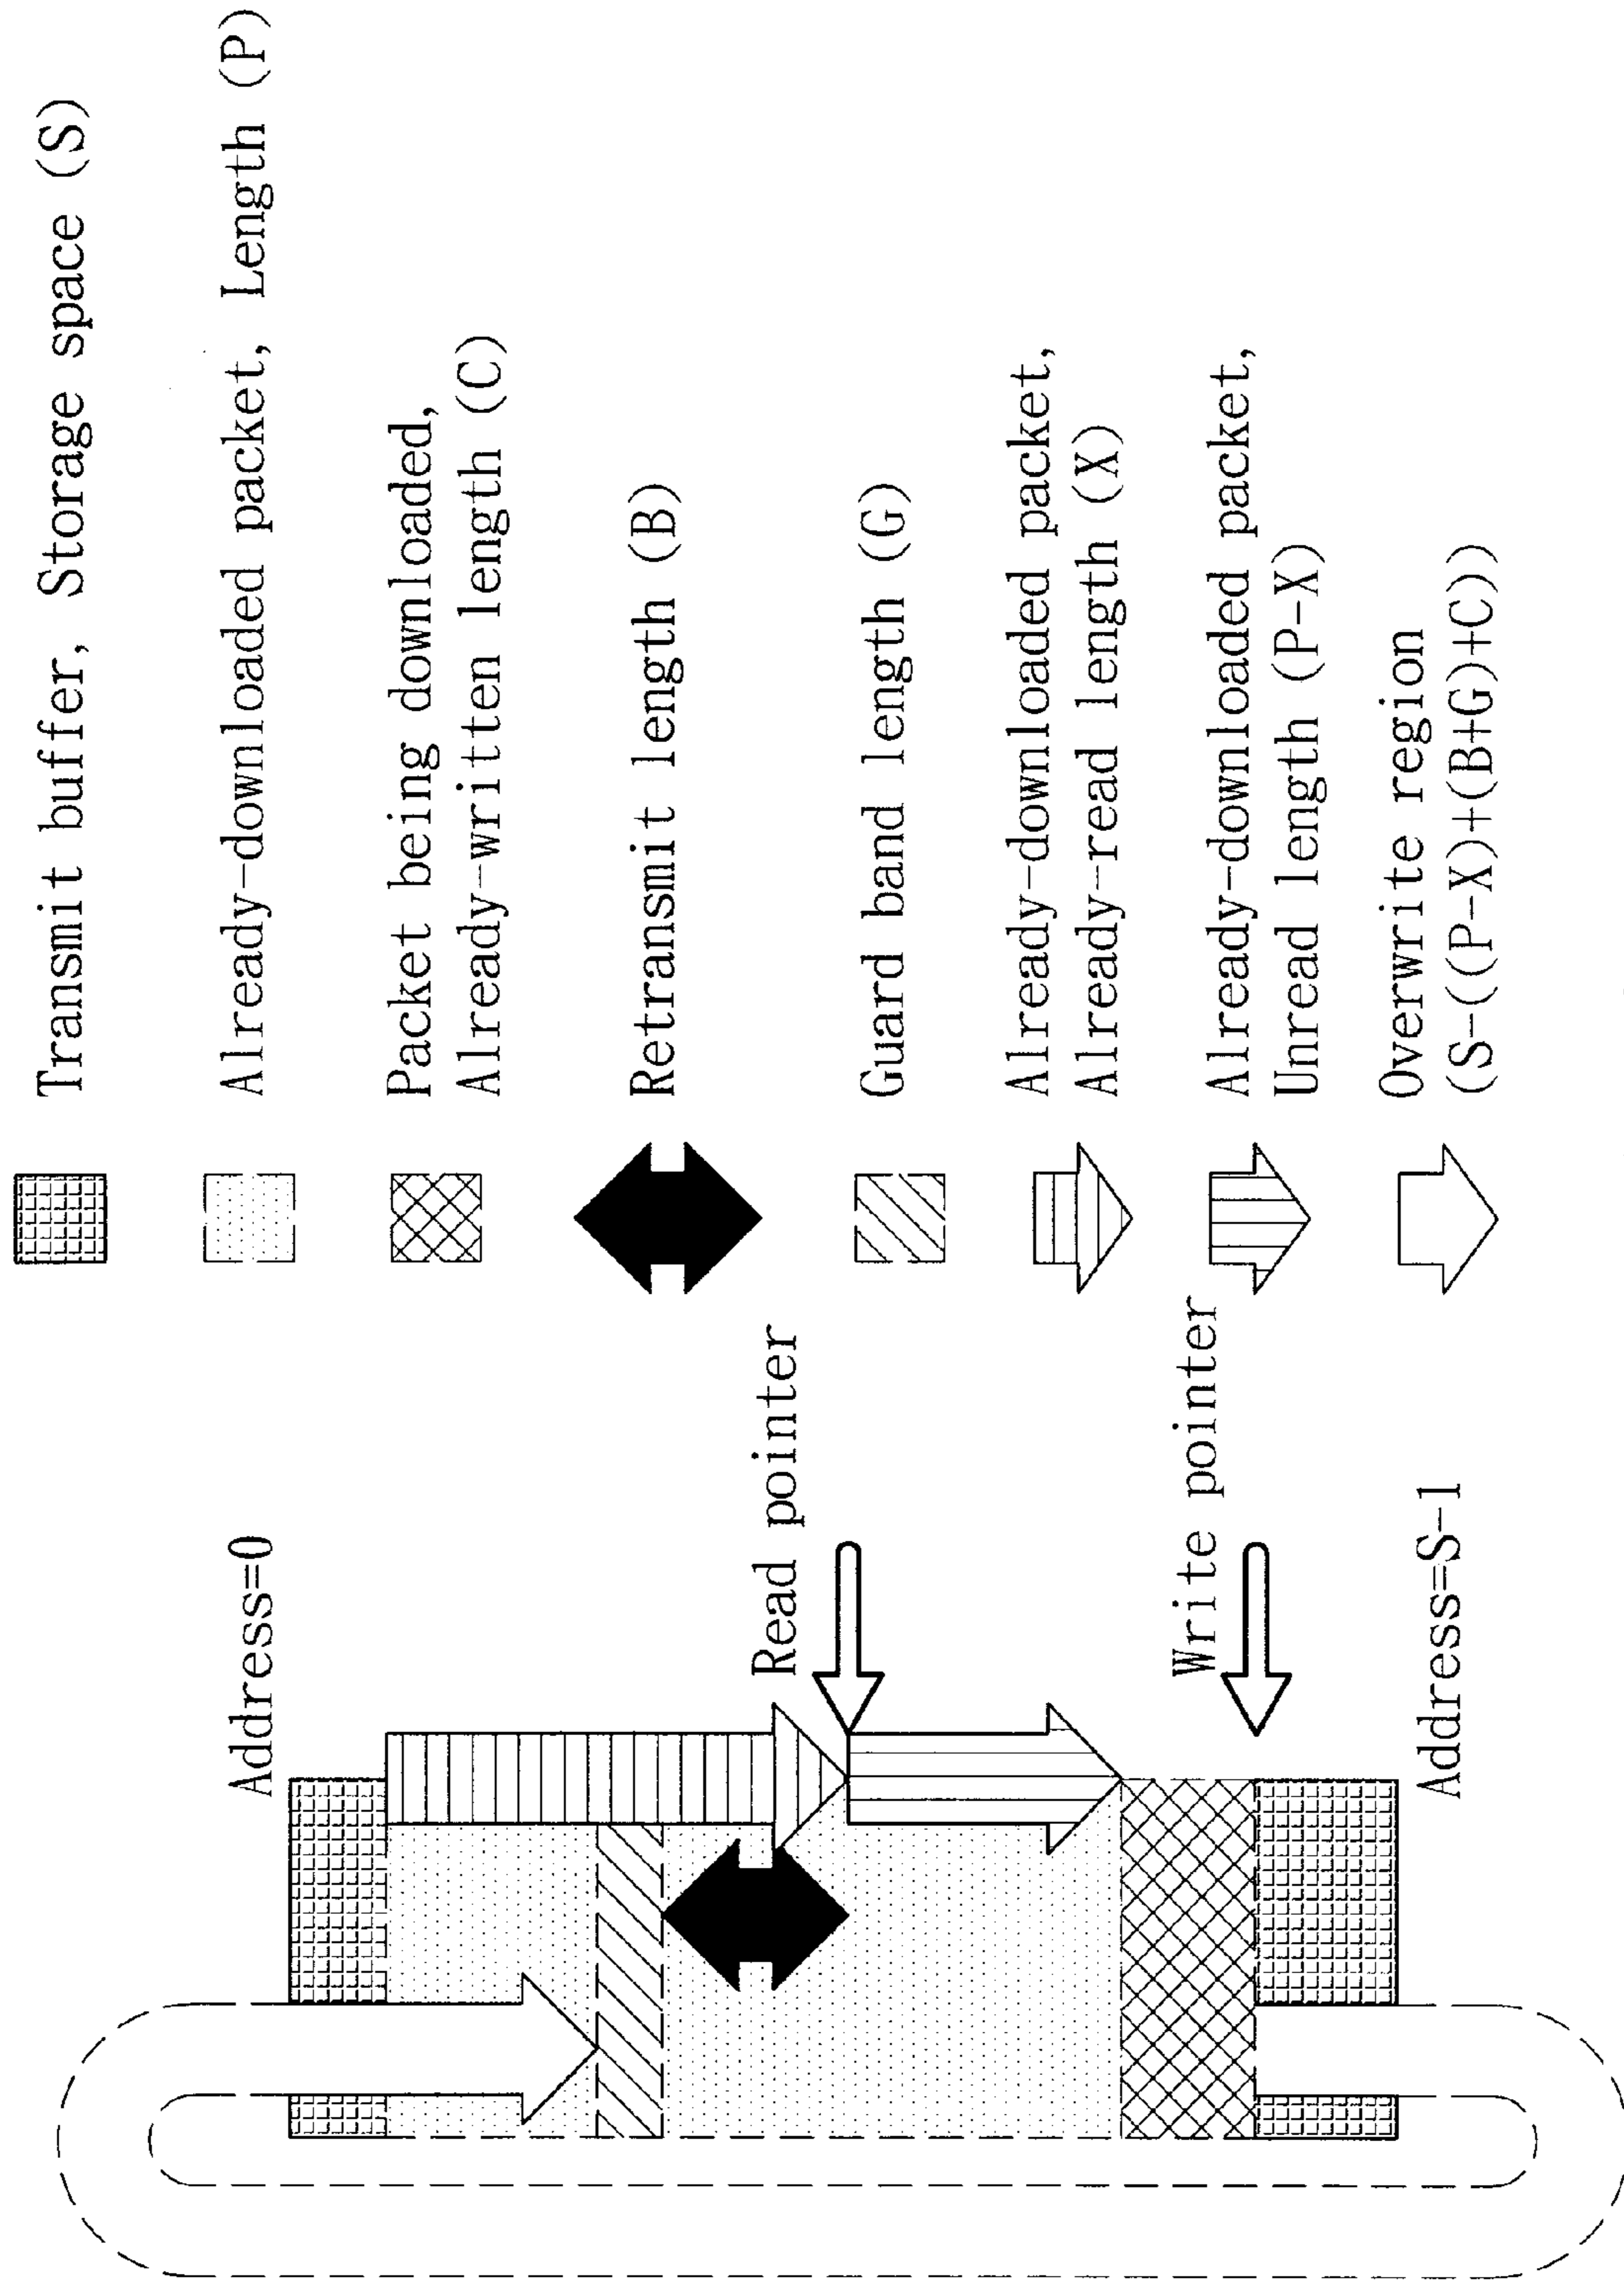 Address=0
Read pointer
Write pointer
Address=S-1
Transmit buffer, Storage space (S)
Already-downloaded packet, Length (P)
Packet being downloaded,
Already-written length (C)
Retransmit length (B)
Guard band length (G)
Already-downloaded packet,
Already-read length (X)
Already-downloaded packet,
Unread length (P-X)
Overwrite region
(S-((P-X)+(B+G)+C))